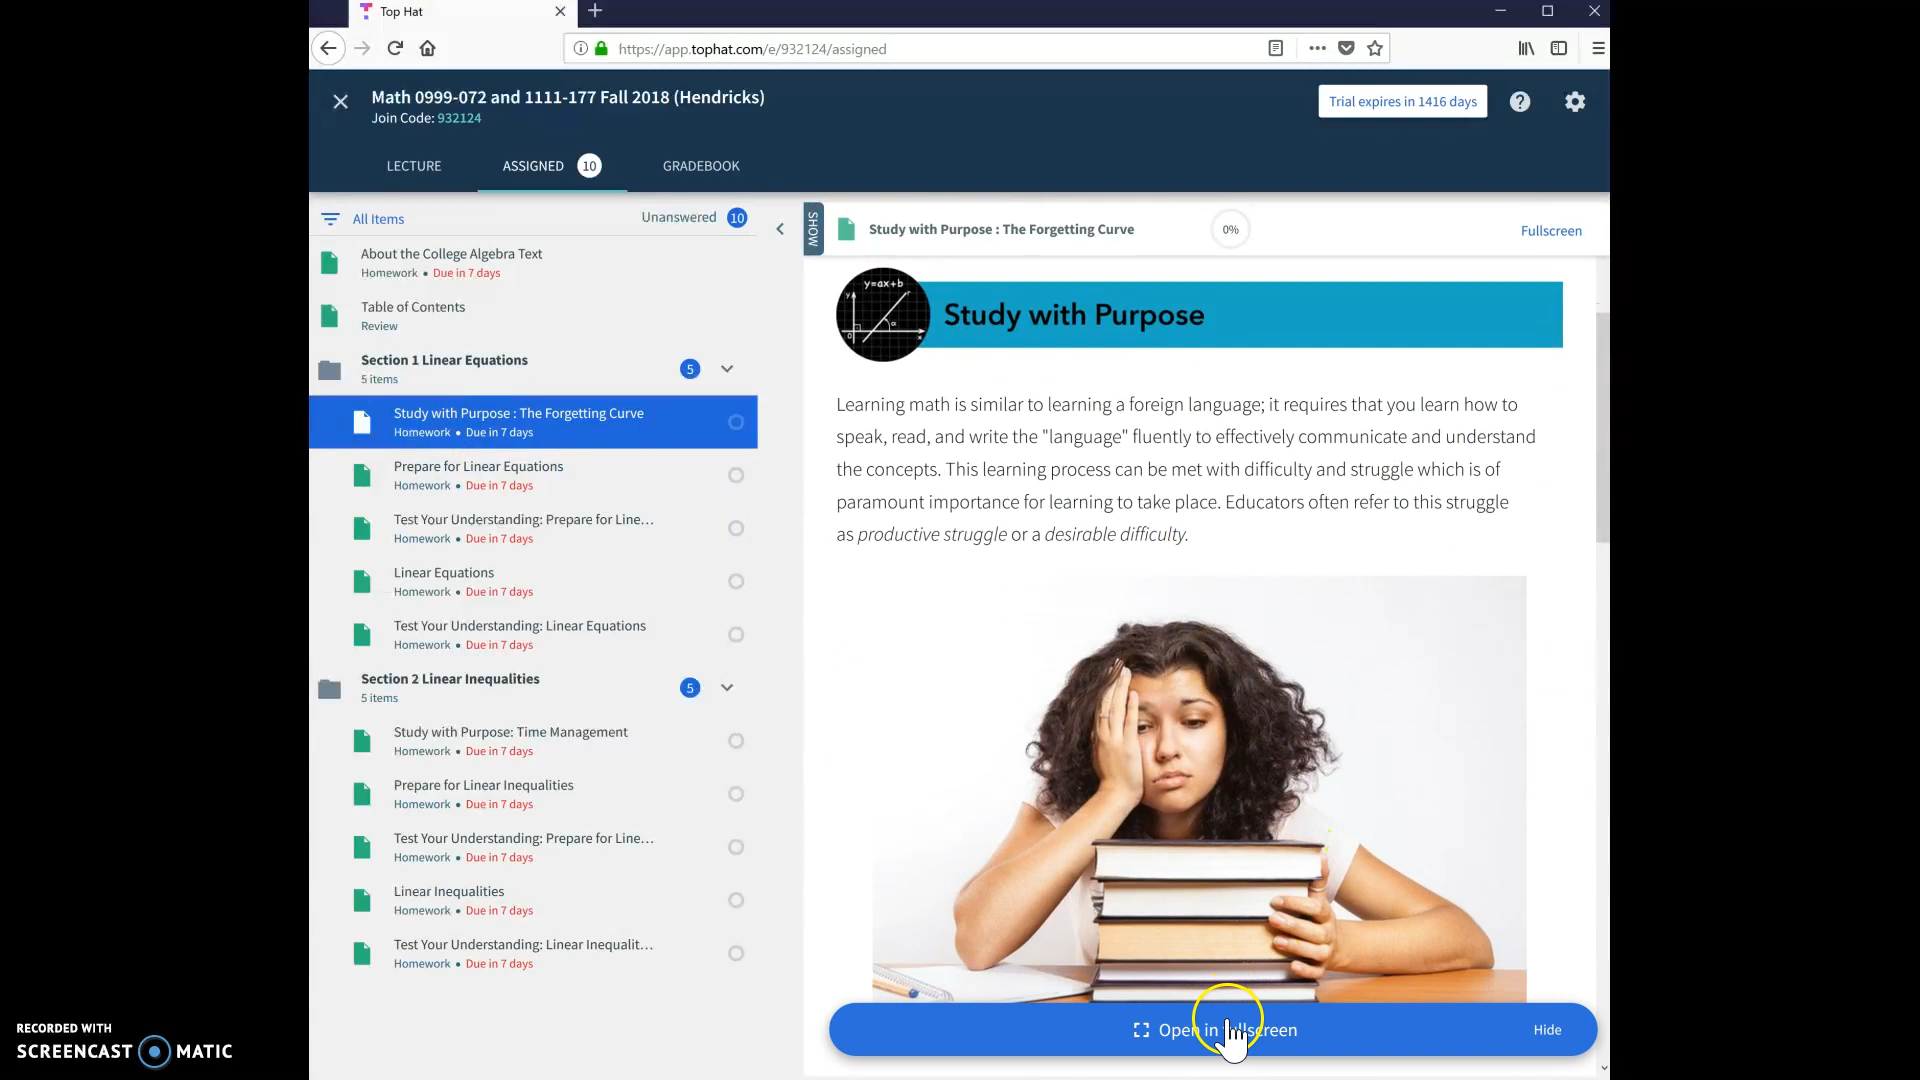 Top Hat
https://app.tophat.com/e/932124/assigned
Math 0999-072 and 1111-177 Fall 2018 (Hendricks)
Join Code: 932124
Trial expires in 1416 days
LECTURE
ASSIGNED 10
GRADEBOOK
All Items
Unanswered 10
About the College Algebra Text
Homework • Due in 7 days
Table of Contents
Review
Section 1 Linear Equations
5 items
5
Study with Purpose : The Forgetting Curve
Homework • Due in 7 days
Prepare for Linear Equations
Homework • Due in 7 days
Test Your Understanding: Prepare for Line...
Homework • Due in 7 days
Linear Equations
Homework • Due in 7 days
Test Your Understanding: Linear Equations
Homework • Due in 7 days
Section 2 Linear Inequalities
5 items
5
Study with Purpose: Time Management
Homework • Due in 7 days
Prepare for Linear Inequalities
Homework • Due in 7 days
Test Your Understanding: Prepare for Line...
Homework • Due in 7 days
Linear Inequalities
Homework • Due in 7 days
Test Your Understanding: Linear Inequalit...
Homework • Due in 7 days
SHOW
Study with Purpose : The Forgetting Curve
0%
Fullscreen
y=ax+b
y
α
0
x
Study with Purpose
Learning math is similar to learning a foreign language; it requires that you learn how to
speak, read, and write the "language" fluently to effectively communicate and understand
the concepts. This learning process can be met with difficulty and struggle which is of
paramount importance for learning to take place. Educators often refer to this struggle
as productive struggle or a desirable difficulty.
Open in fullscreen
Hide
RECORDED WITH
SCREENCAST MATIC